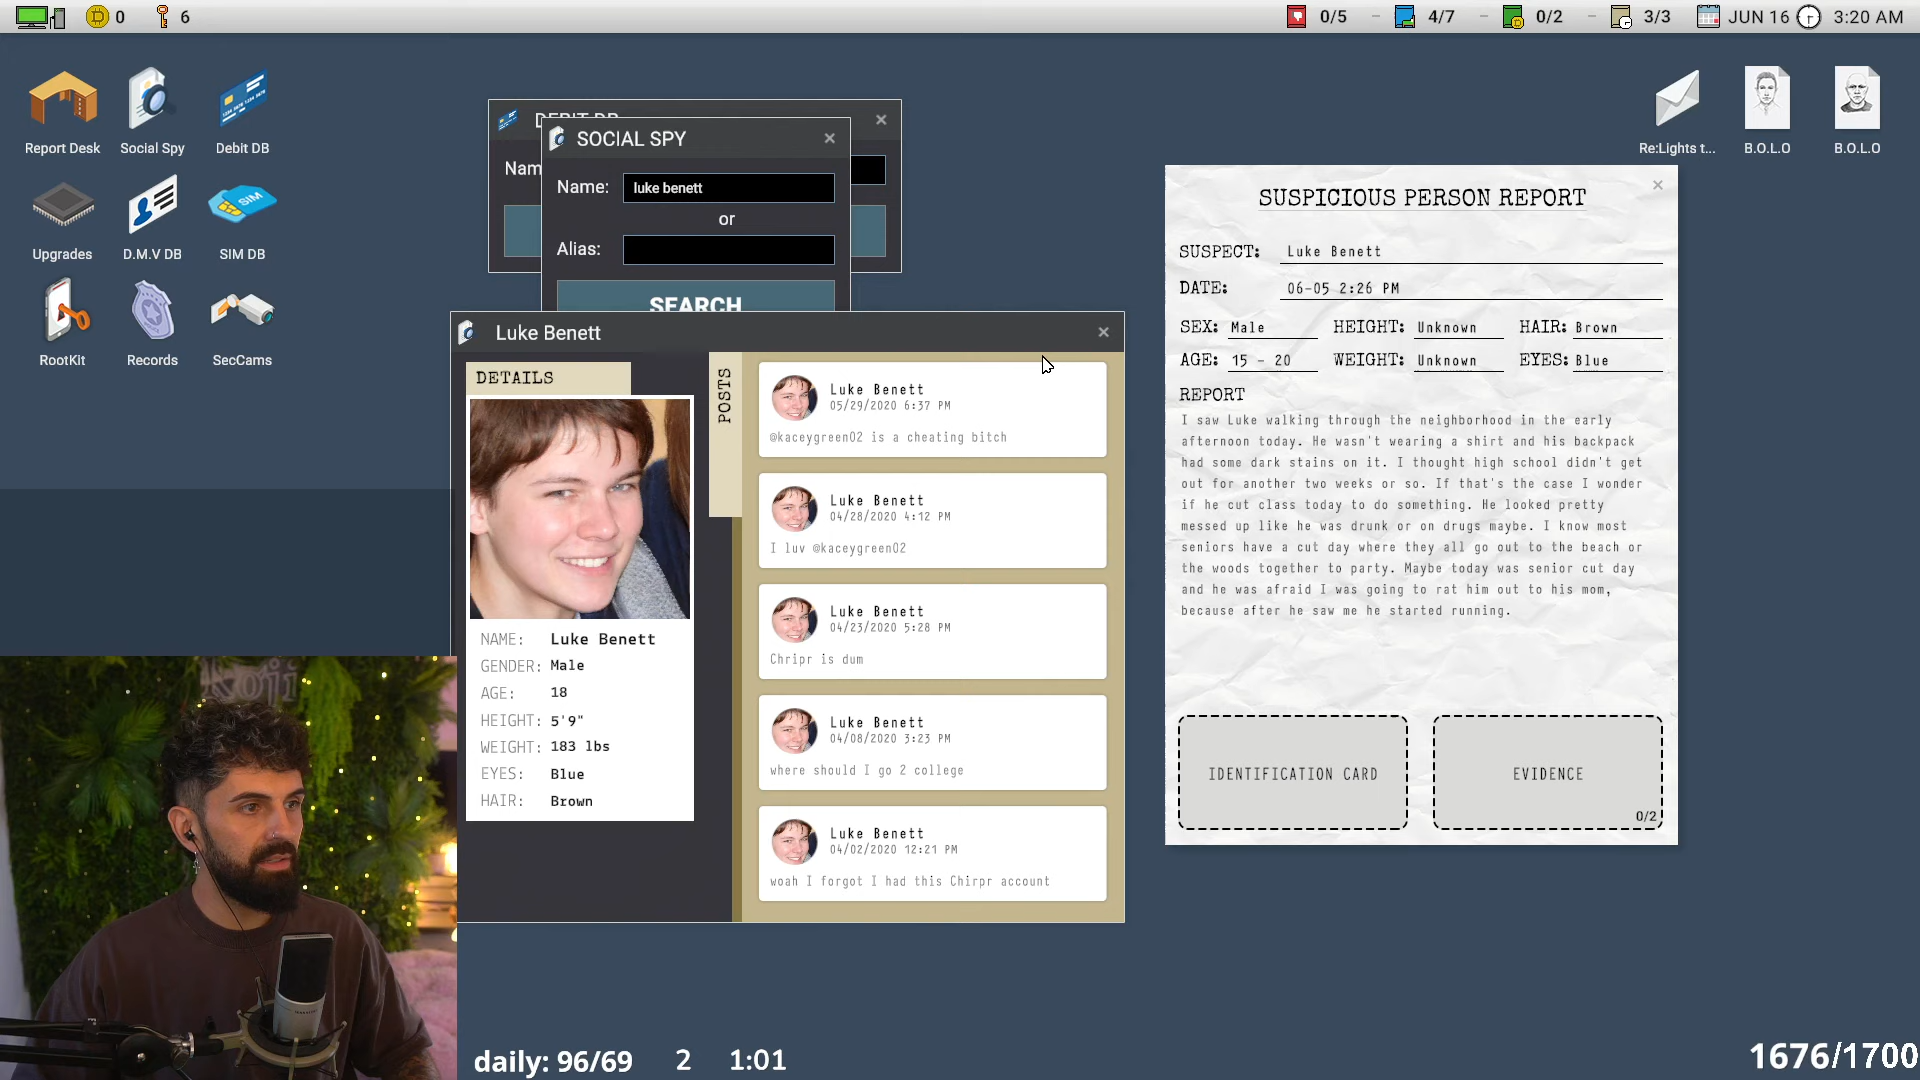 0
6
0/5
4/7
0/2
3/3
JUN 16
3:20 AM
Report Desk
Social Spy
Debit DB
Upgrades
D.M.V DB
SIM DB
RootKit
Records
SecCams
Re:Lights t...
B.O.L.O
B.O.L.O
SOCIAL SPY
Name:
luke benett
or
Alias:
SEARCH
Luke Benett
DETAILS
NAME: Luke Benett
GENDER: Male
AGE: 18
HEIGHT: 5'9"
WEIGHT: 183 lbs
EYES: Blue
HAIR: Brown
POSTS
Luke Benett
05/29/2020 6:37 PM
@kaceygreen02 is a cheating bitch
Luke Benett
04/28/2020 4:12 PM
I luv @kaceygreen02
Luke Benett
04/23/2020 5:28 PM
Chripr is dum
Luke Benett
04/08/2020 3:23 PM
where should I go 2 college
Luke Benett
04/02/2020 12:21 PM
woah I forgot I had this Chirpr account
SUSPICIOUS PERSON REPORT
SUSPECT: Luke Benett
DATE: 06-05 2:26 PM
SEX: Male HEIGHT: Unknown HAIR: Brown
AGE: 15 - 20 WEIGHT: Unknown EYES: Blue
REPORT
I saw Luke walking through the neighborhood in the early
afternoon today. He wasn't wearing a shirt and his backpack
had some dark stains on it. I thought high school didn't get
out for another two weeks or so. If that's the case I wonder
if he cut class today to do something. He looked pretty
messed up like he was drunk or on drugs maybe. I know most
seniors have a cut day where they all go out to the beach or
the woods together to party. Maybe today was senior cut day
and he was afraid I was going to rat him out to his mom,
because after he saw me he started running.
IDENTIFICATION CARD
EVIDENCE
0/2
daily: 96/69 2 1:01
1676/1700